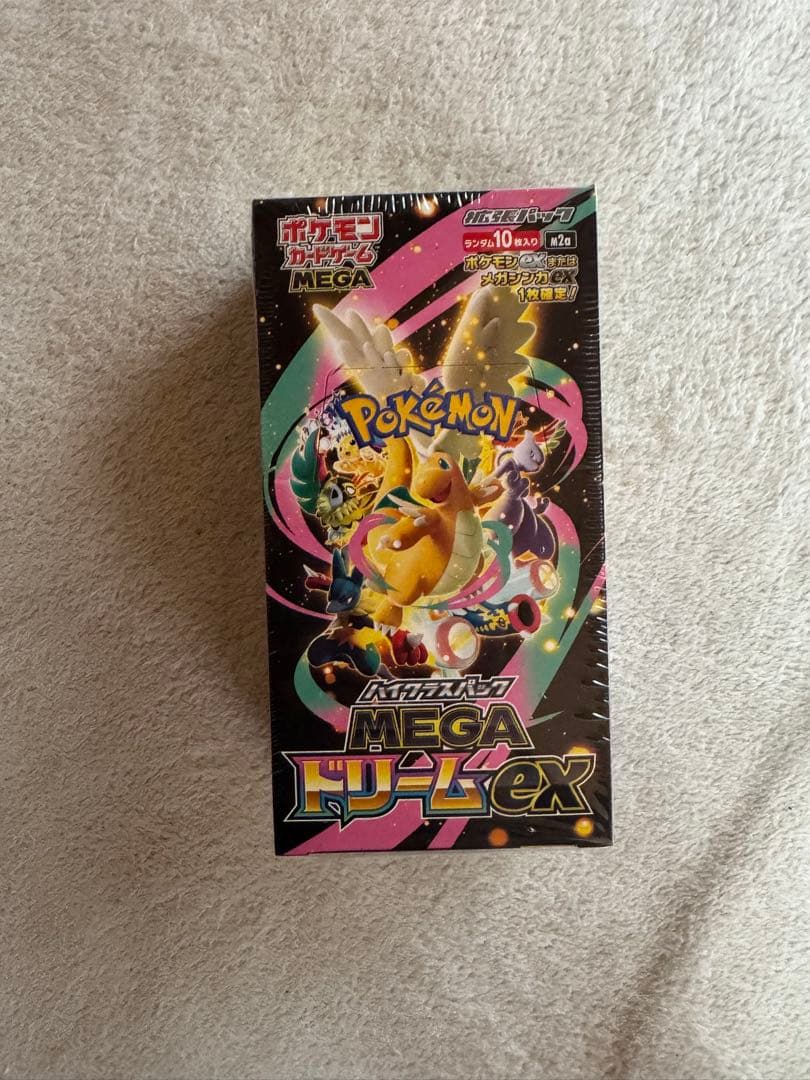 ポケモン
カードゲーム
MEGA
拡張パック
ランダム10枚入り M2a
ポケモンexまたは
メガシンカex
1枚確定!
POKéMON
ハイクラスパック
MEGA
ドリームex